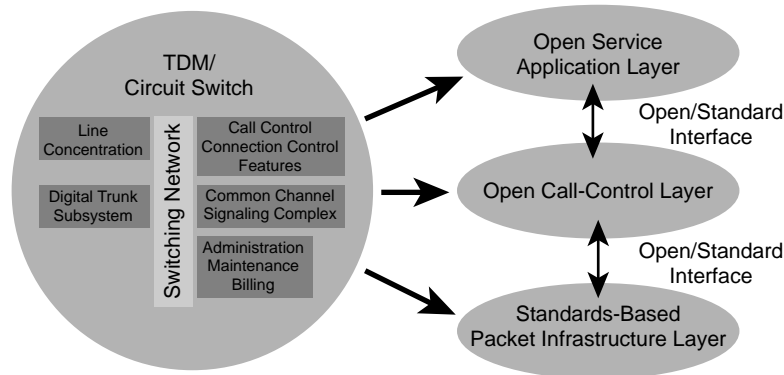 TDM/
Circuit Switch
Line
Concentration
Digital Trunk
Subsystem
Switching Network
Call Control
Connection Control
Features
Common Channel
Signaling Complex
Administration
Maintenance
Billing
Open Service
Application Layer
Open/Standard
Interface
Open Call-Control Layer
Open/Standard
Interface
Standards-Based
Packet Infrastructure Layer